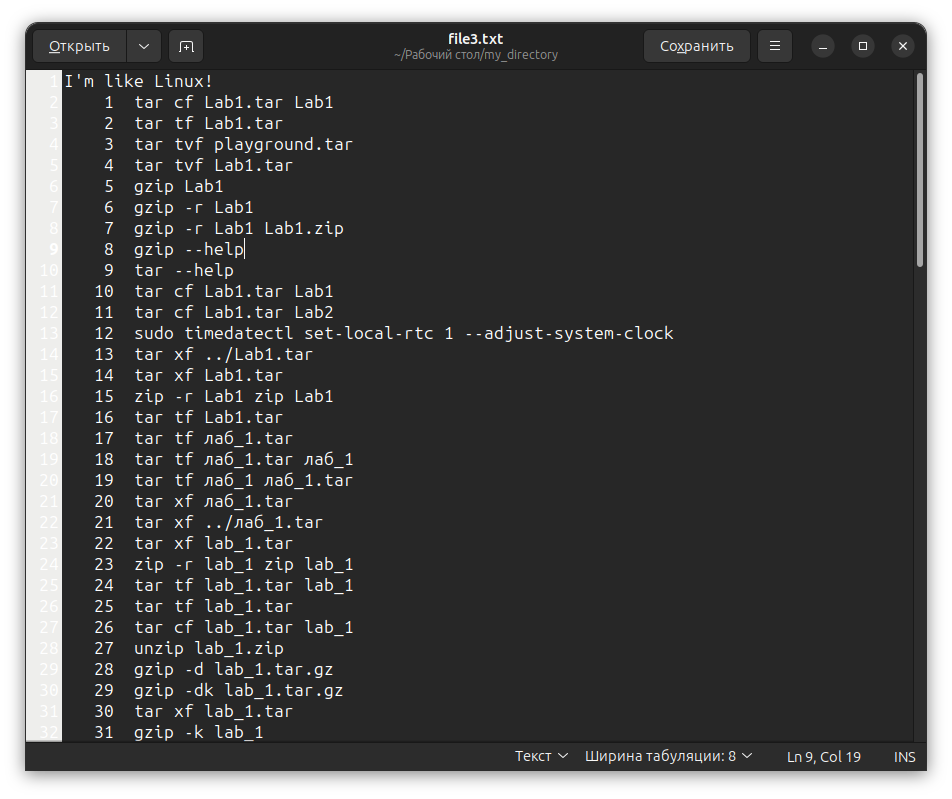 Открыть
file3.txt
~/Рабочий стол/my_directory
Сохранить
1 I'm like Linux!
2 1 tar cf Lab1.tar Lab1
3 2 tar tf Lab1.tar
4 3 tar tvf playground.tar
5 4 tar tvf Lab1.tar
6 5 gzip Lab1
7 6 gzip -r Lab1
8 7 gzip -r Lab1 Lab1.zip
9 8 gzip --help
10 9 tar --help
11 10 tar cf Lab1.tar Lab1
12 11 tar cf Lab1.tar Lab2
13 12 sudo timedatectl set-local-rtc 1 --adjust-system-clock
14 13 tar xf ../Lab1.tar
15 14 tar xf Lab1.tar
16 15 zip -r Lab1 zip Lab1
17 16 tar tf Lab1.tar
18 17 tar tf лаб_1.tar
19 18 tar tf лаб_1.tar лаб_1
20 19 tar tf лаб_1 лаб_1.tar
21 20 tar xf лаб_1.tar
22 21 tar xf ../лаб_1.tar
23 22 tar xf lab_1.tar
24 23 zip -r lab_1 zip lab_1
25 24 tar tf lab_1.tar lab_1
26 25 tar tf lab_1.tar
27 26 tar cf lab_1.tar lab_1
28 27 unzip lab_1.zip
29 28 gzip -d lab_1.tar.gz
30 29 gzip -dk lab_1.tar.gz
31 30 tar xf lab_1.tar
32 31 gzip -k lab_1
Текст Ширина табуляции: 8 Ln 9, Col 19 INS